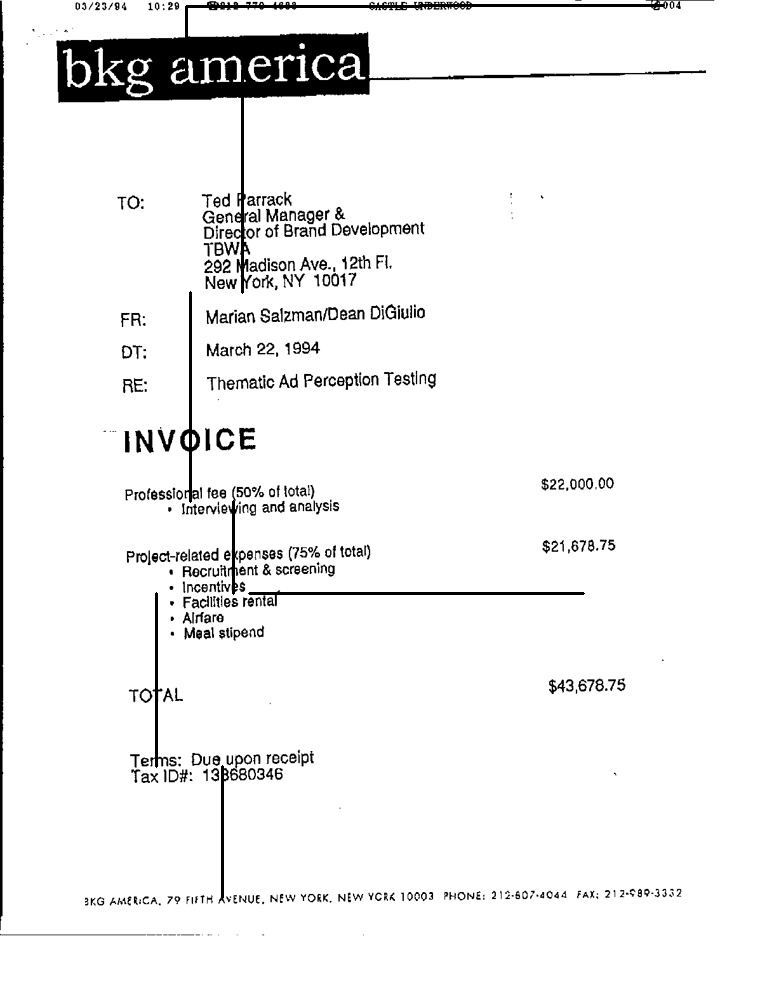 03/23/94 10:29 CASTLE UNDERWOOD 004
bkg america
TO: Ted Parrack
General Manager &
Director of Brand Development
TBWA
292 Madison Ave., 12th Fl.
New York, NY 10017
FR: Marian Salzman/Dean DiGiulio
DT: March 22, 1994
RE: Thematic Ad Perception Testing
INVOICE
Professional fee (50% of total) $22,000.00
• Interviewing and analysis
Project-related expenses (75% of total) $21,678.75
• Recruitment & screening
• Incentives
• Facilities rental
• Airfare
• Meal stipend
TOTAL $43,678.75
Terms: Due upon receipt
Tax ID#: 133680346
BKG AMERICA, 79 FIFTH AVENUE, NEW YORK, NEW YORK 10003 PHONE: 212-807-4044 FAX: 212-989-3332